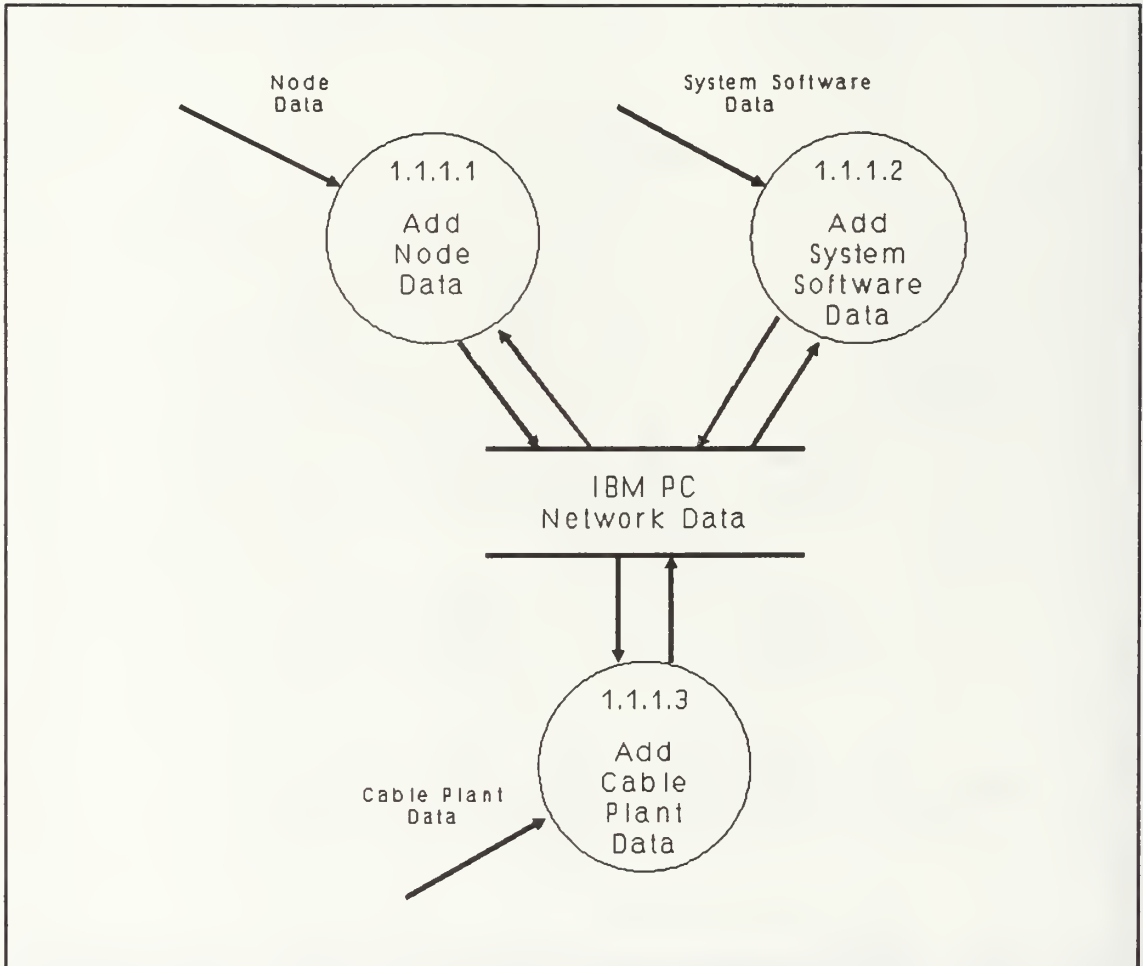 Node
Data
System Software
Data
1.1.1.1
Add
Node
Data
1.1.1.2
Add
System
Software
Data
IBM PC
Network Data
1.1.1.3
Add
Cable
Plant
Data
Cable Plant
Data